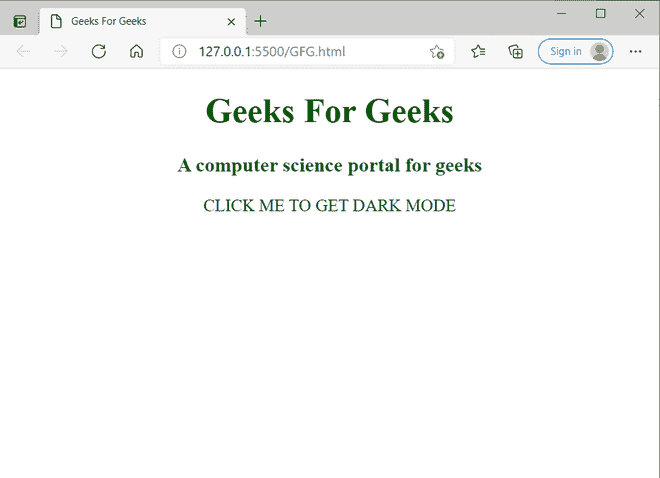 Geeks For Geeks
127.0.0.1:5500/GFG.html
Sign in
Geeks For Geeks
A computer science portal for geeks
CLICK ME TO GET DARK MODE